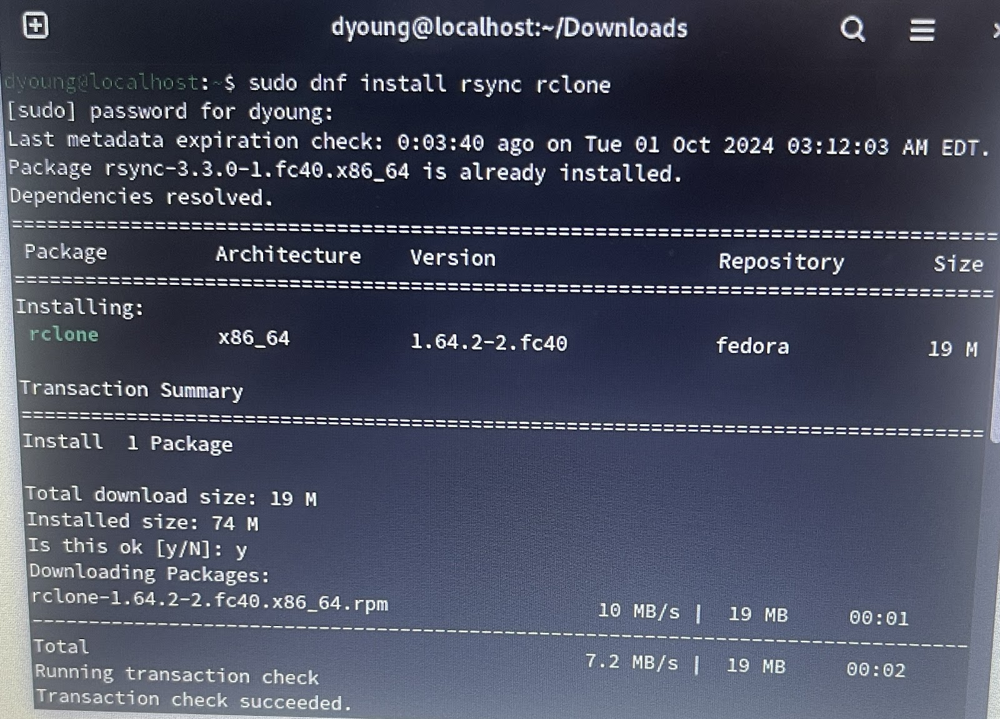 dyoung@localhost:~/Downloads
dyoung@localhost:~$ sudo dnf install rsync rclone
[sudo] password for dyoung:
Last metadata expiration check: 0:03:40 ago on Tue 01 Oct 2024 03:12:03 AM EDT.
Package rsync-3.3.0-1.fc40.x86_64 is already installed.
Dependencies resolved.
================================================================================
Package Architecture Version Repository Size
================================================================================
Installing:
rclone x86_64 1.64.2-2.fc40 fedora 19 M
Transaction Summary
================================================================================
Install 1 Package
Total download size: 19 M
Installed size: 74 M
Is this ok [y/N]: y
Downloading Packages:
rclone-1.64.2-2.fc40.x86_64.rpm 10 MB/s | 19 MB 00:01
--------------------------------------------------------------------------------
Total 7.2 MB/s | 19 MB 00:02
Running transaction check
Transaction check succeeded.